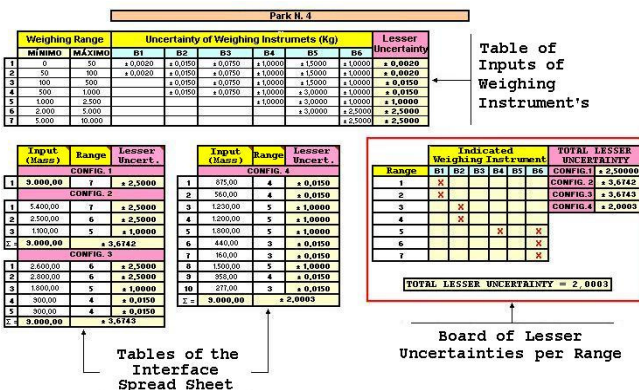 Park N. 4
Weighing Range Uncertainty of Weighing Instrumets (Kg) Lesser Uncertainty
MÍNIMO MÁXIMO B1 B2 B3 B4 B5 B6
1 0 50 ± 0,0020 ± 0,0150 ± 0,0750 ± 1,0000 ± 1,5000 ± 1,0000 ± 0,0020
2 50 100 ± 0,0020 ± 0,0150 ± 0,0750 ± 1,0000 ± 1,5000 ± 1,0000 ± 0,0020
3 100 500 ± 0,0150 ± 0,0750 ± 1,0000 ± 1,5000 ± 1,0000 ± 0,0150
4 500 1.000 ± 0,0150 ± 0,0750 ± 1,0000 ± 3,0000 ± 1,0000 ± 0,0150
5 1.000 2.500 ± 1,0000 ± 3,0000 ± 1,0000 ± 1,0000
6 2.000 5.000 ± 3,0000 ± 2,5000 ± 2,5000
7 5.000 10.000 ± 2,5000 ± 2,5000
Table of
Inputs of
Weighing
Instrument's
Input (Mass) Range Lesser Uncert.
CONFIG. 1
1 9.000,00 7 ± 2,5000
CONFIG. 2
1 5.400,00 7 ± 2,5000
2 2.500,00 6 ± 2,5000
3 1.100,00 5 ± 1,0000
Σ = 9.000,00 ± 3,6742
CONFIG. 3
1 2.600,00 6 ± 2,5000
2 2.800,00 6 ± 2,5000
3 1.800,00 5 ± 1,0000
4 900,00 4 ± 0,0150
5 900,00 4 ± 0,0150
Σ = 9.000,00 ± 3,6743
Input (Mass) Range Lesser Uncert.
CONFIG. 4
1 875,00 4 ± 0,0150
2 560,00 4 ± 0,0150
3 1.230,00 5 ± 1,0000
4 1.200,00 5 ± 1,0000
5 1.800,00 5 ± 1,0000
6 440,00 3 ± 0,0150
7 160,00 3 ± 0,0150
8 1.500,00 5 ± 1,0000
9 958,00 4 ± 0,0150
10 277,00 3 ± 0,0150
Σ = 9.000,00 ± 2,0003
Indicated Weighing Instrument
TOTAL LESSER UNCERTAINTY
Range B1 B2 B3 B4 B5 B6
CONFIG.1 ± 2,50000
CONFIG. 2 ± 3,6742
CONFIG.3 ± 3,6743
CONFIG.4 ± 2,0003
1 X
2 X
3 X
4 X
5 X X
6 X
7 X
TOTAL LESSER UNCERTAINTY = 2,0003
Tables of the
Interface
Spread Sheet
Board of Lesser
Uncertainties per Range